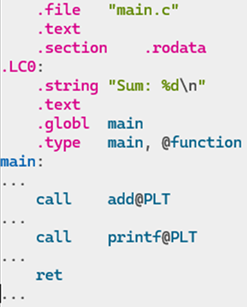 .file "main.c"
.text
.section .rodata
.LC0:
.string "Sum: %d\n"
.text
.globl main
.type main, @function
main:
...
call add@PLT
...
call printf@PLT
...
ret
...